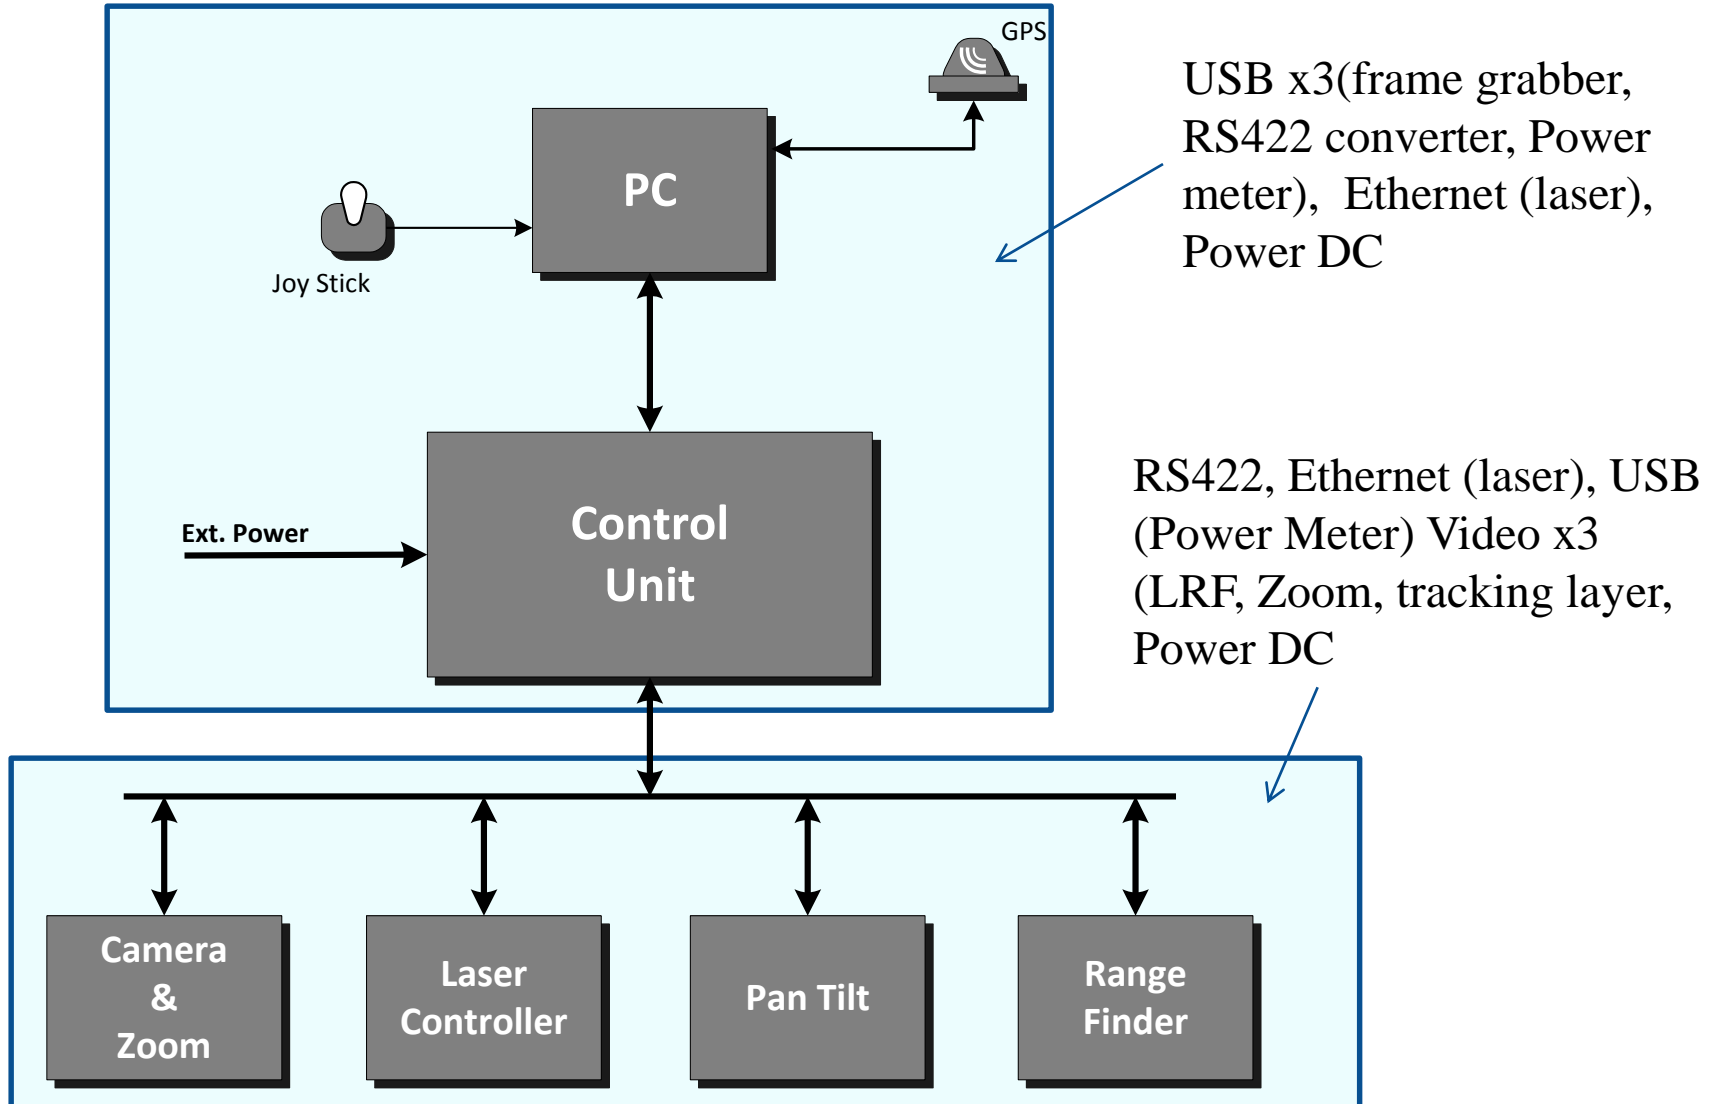 GPS
USB x3(frame grabber,
RS422 converter, Power
meter),  Ethernet (laser),
Power DC
PC
Joy Stick
Ext. Power
Control
Unit
RS422, Ethernet (laser), USB
(Power Meter) Video x3
(LRF, Zoom, tracking layer,
Power DC
Camera
&
Zoom
Laser
Controller
Pan Tilt
Range
Finder